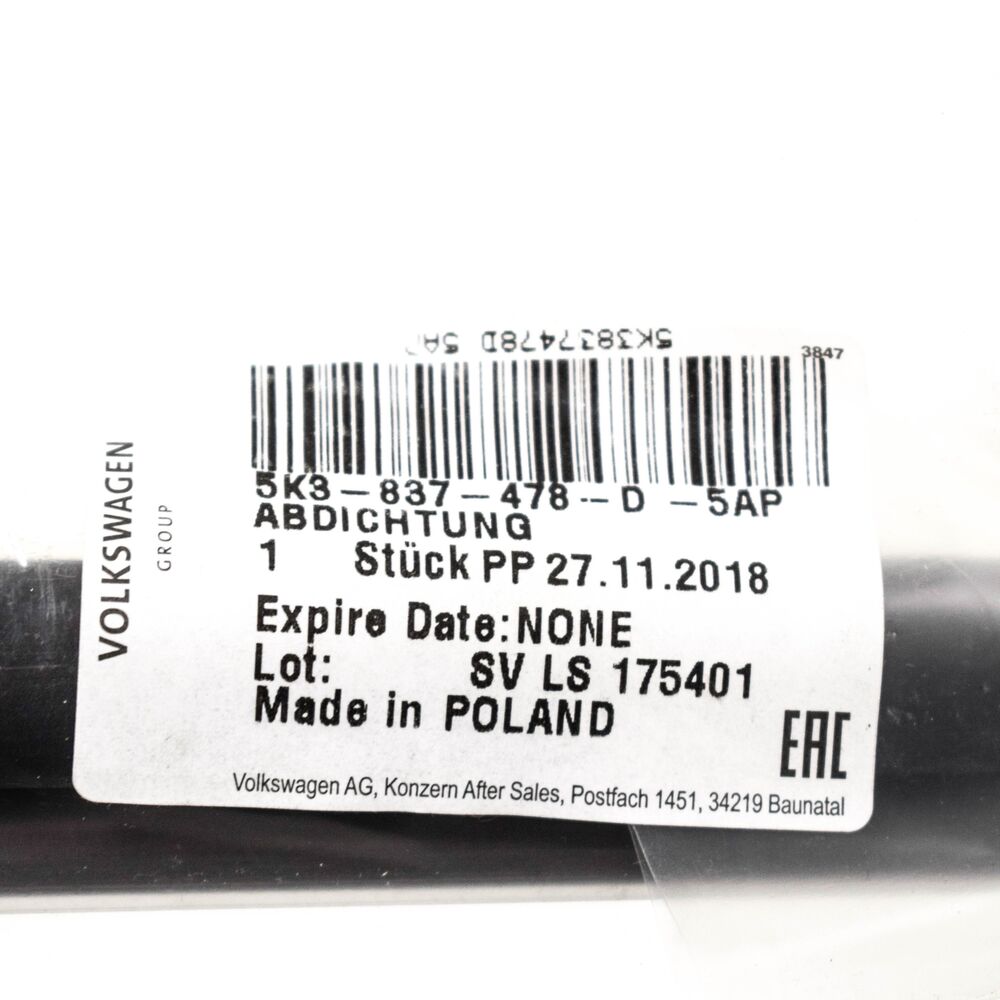 5K3837478D 5AP
3847
5K3-837-478--D -5AP
ABDICHTUNG
1 Stück PP 27.11.2018
Expire Date:NONE
Lot: SV LS 175401
Made in POLAND
EAC
Volkswagen AG, Konzern After Sales, Postfach 1451, 34219 Baunatal
VOLKSWAGEN
GROUP